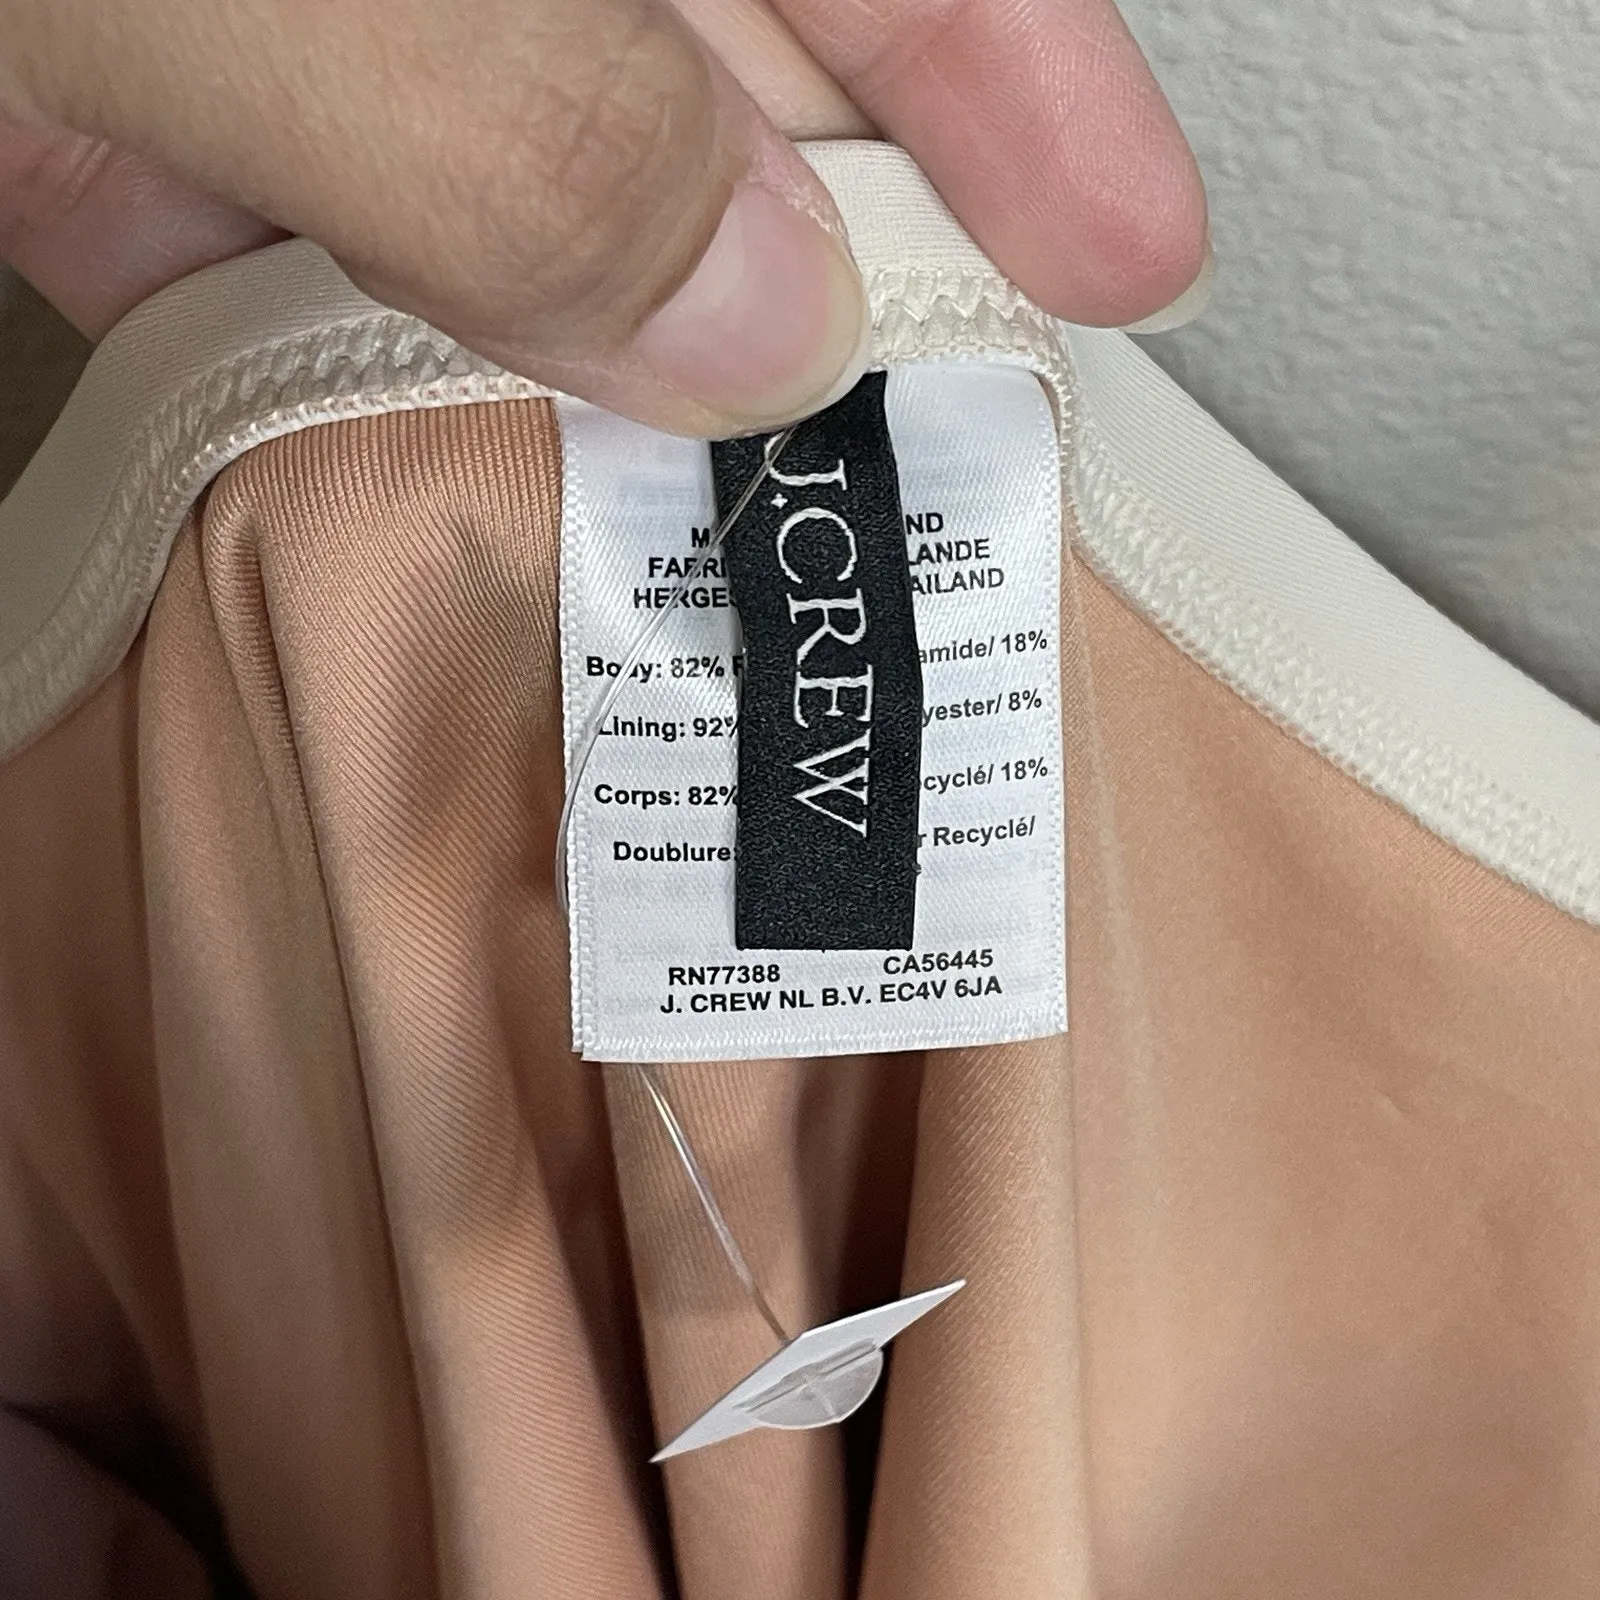 J.CREW
M ND
FABRI LANDE
HERGES AILAND
Body: 82% amide/ 18%
Lining: 92% yester/ 8%
Corps: 82% cyclé/ 18%
Doublure: r Recyclé/
e
RN77388 CA56445
J. CREW NL B.V. EC4V 6JA